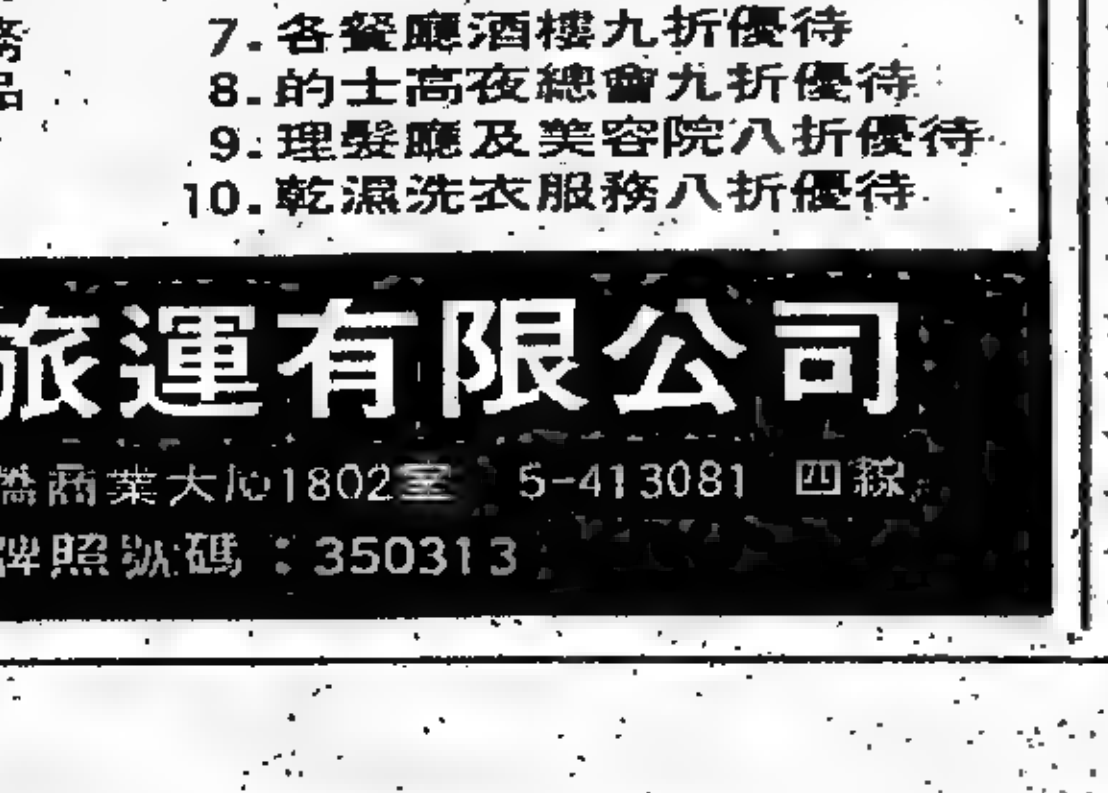 務 7.各餐廳酒樓九折優待
品 8.的士高夜總會九折優待
9.理髮廳及美容院八折優待
10.乾濕洗衣服務八折優待
旅運有限公司
商業大 1802室 5-413081 四線
牌照號碼：350313